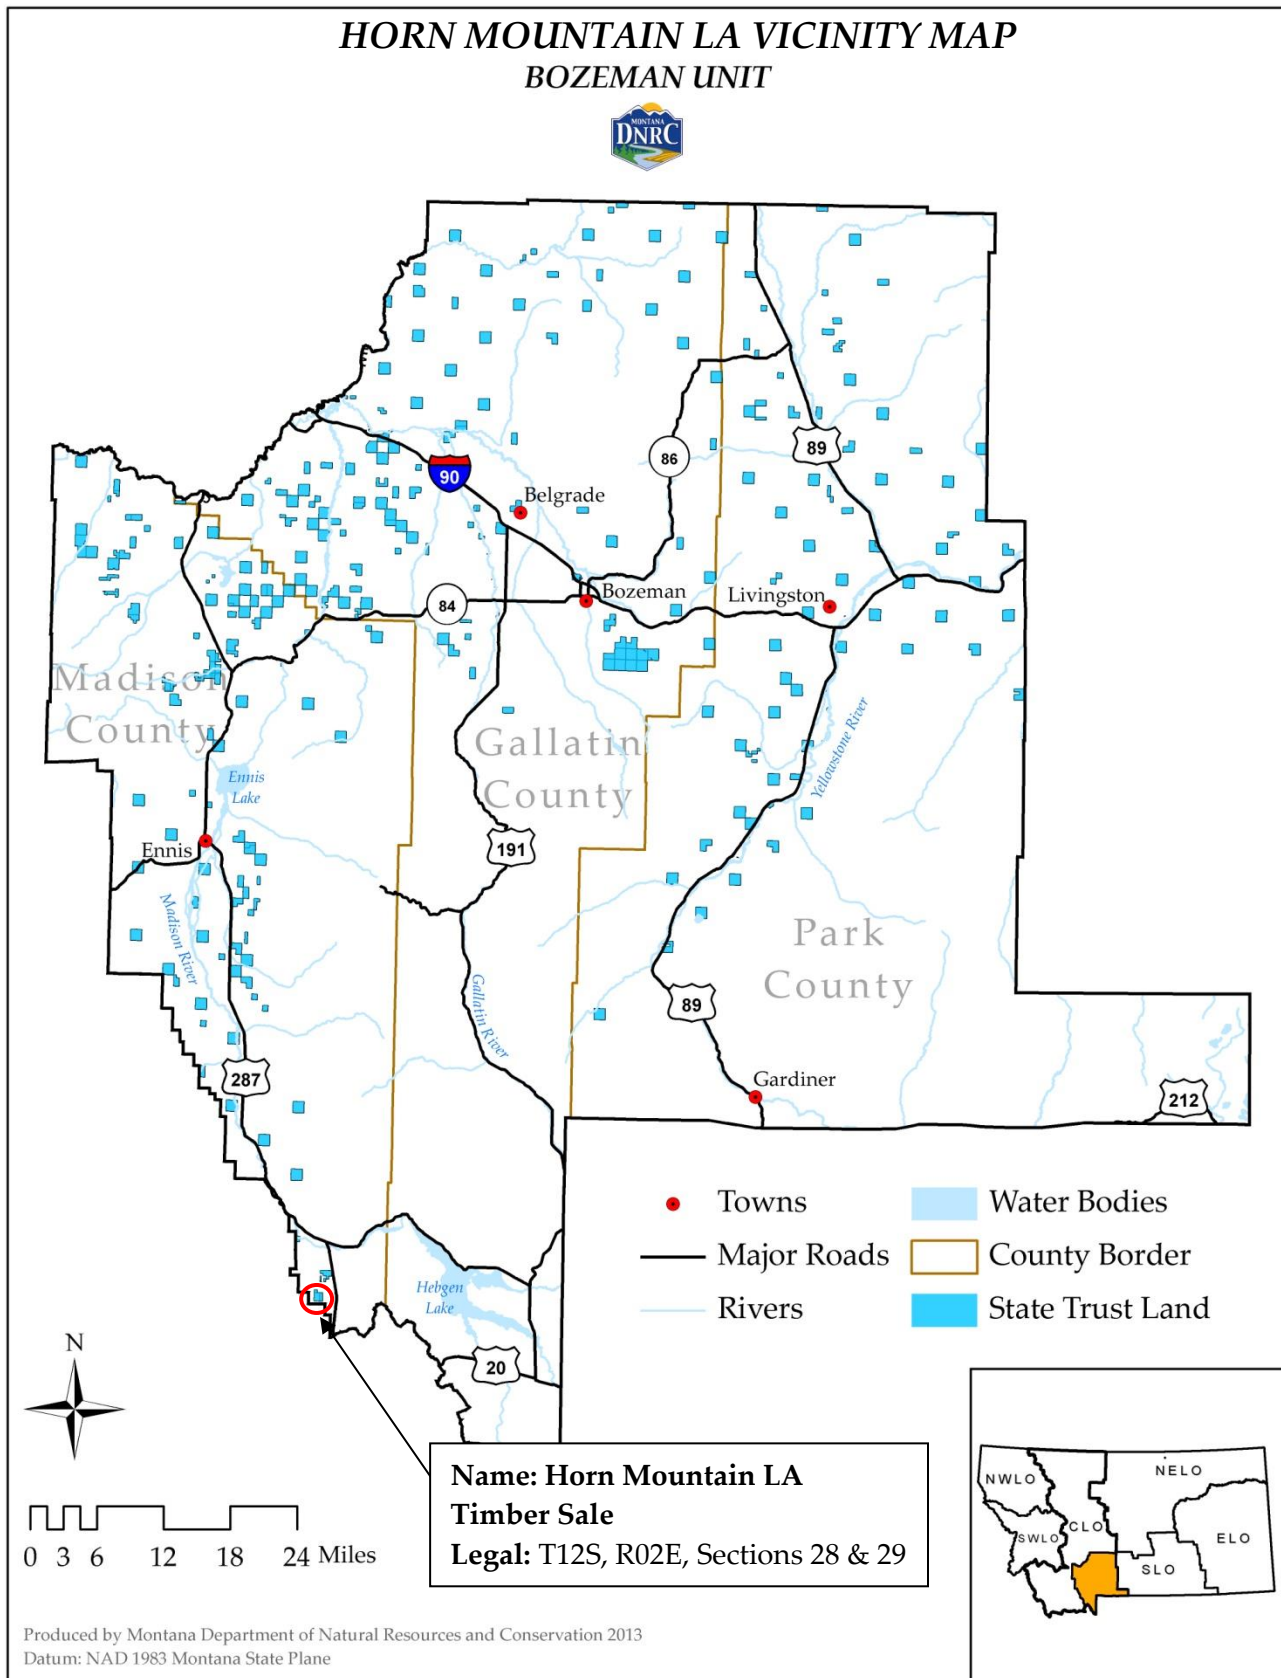 HORN MOUNTAIN LA VICINITY MAP
BOZEMAN UNIT
MONTANA
DNRC
89
86
90
Belgrade
Bozeman
Livingston
84
Madison
County
Gallatin
County
Yellowstone River
Ennis
Lake
Ennis
191
Madison River
Park
County
Gallatin River
89
287
Gardiner
212
Towns
Water Bodies
Major Roads
County Border
Rivers
State Trust Land
Hebgen
Lake
20
N
Name: Horn Mountain LA
Timber Sale
Legal: T12S, R02E, Sections 28 & 29
0 3 6 12 18 24 Miles
NWLO
NELO
SWLO
CLO
ELO
SLO
Produced by Montana Department of Natural Resources and Conservation 2013
Datum: NAD 1983 Montana State Plane